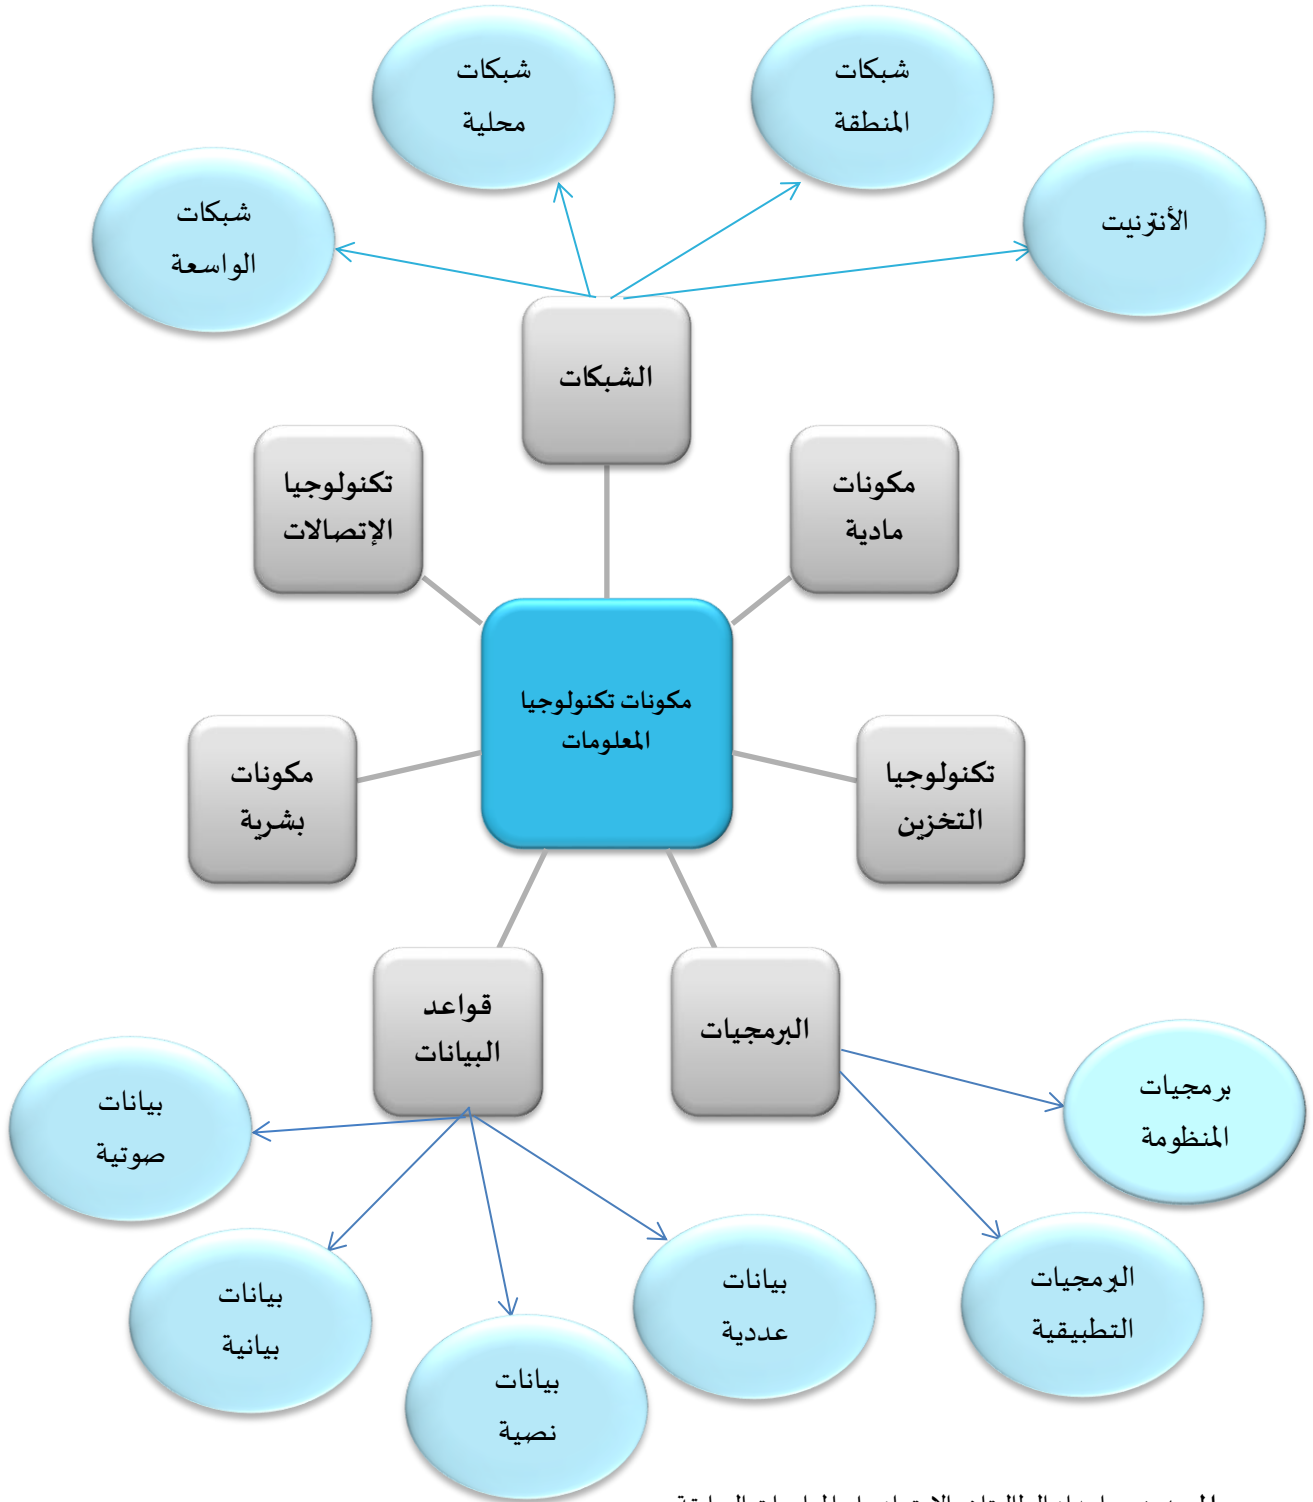 شبكات
محلية
شبكات
المنطقة
الأنترنيت
شبكات
الواسعة
الشبكات
تكنولوجيا
الإتصالات
مكونات
مادية
مكونات تكنولوجيا
المعلومات
مكونات
بشرية
تكنولوجيا
التخزين
قواعد
البيانات
البرمجيات
برمجيات
المنظومة
بيانات
صوتية
البرمجيات
التطبيقية
بيانات
عددية
بيانات
بيانية
بيانات
نصية